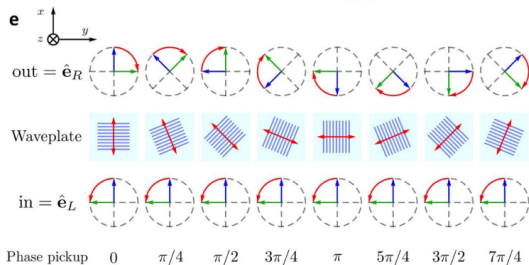 e
x
y
z
out = ê_R
Waveplate
in = ê_L
Phase pickup 0 π/4 π/2 3π/4 π 5π/4 3π/2 7π/4